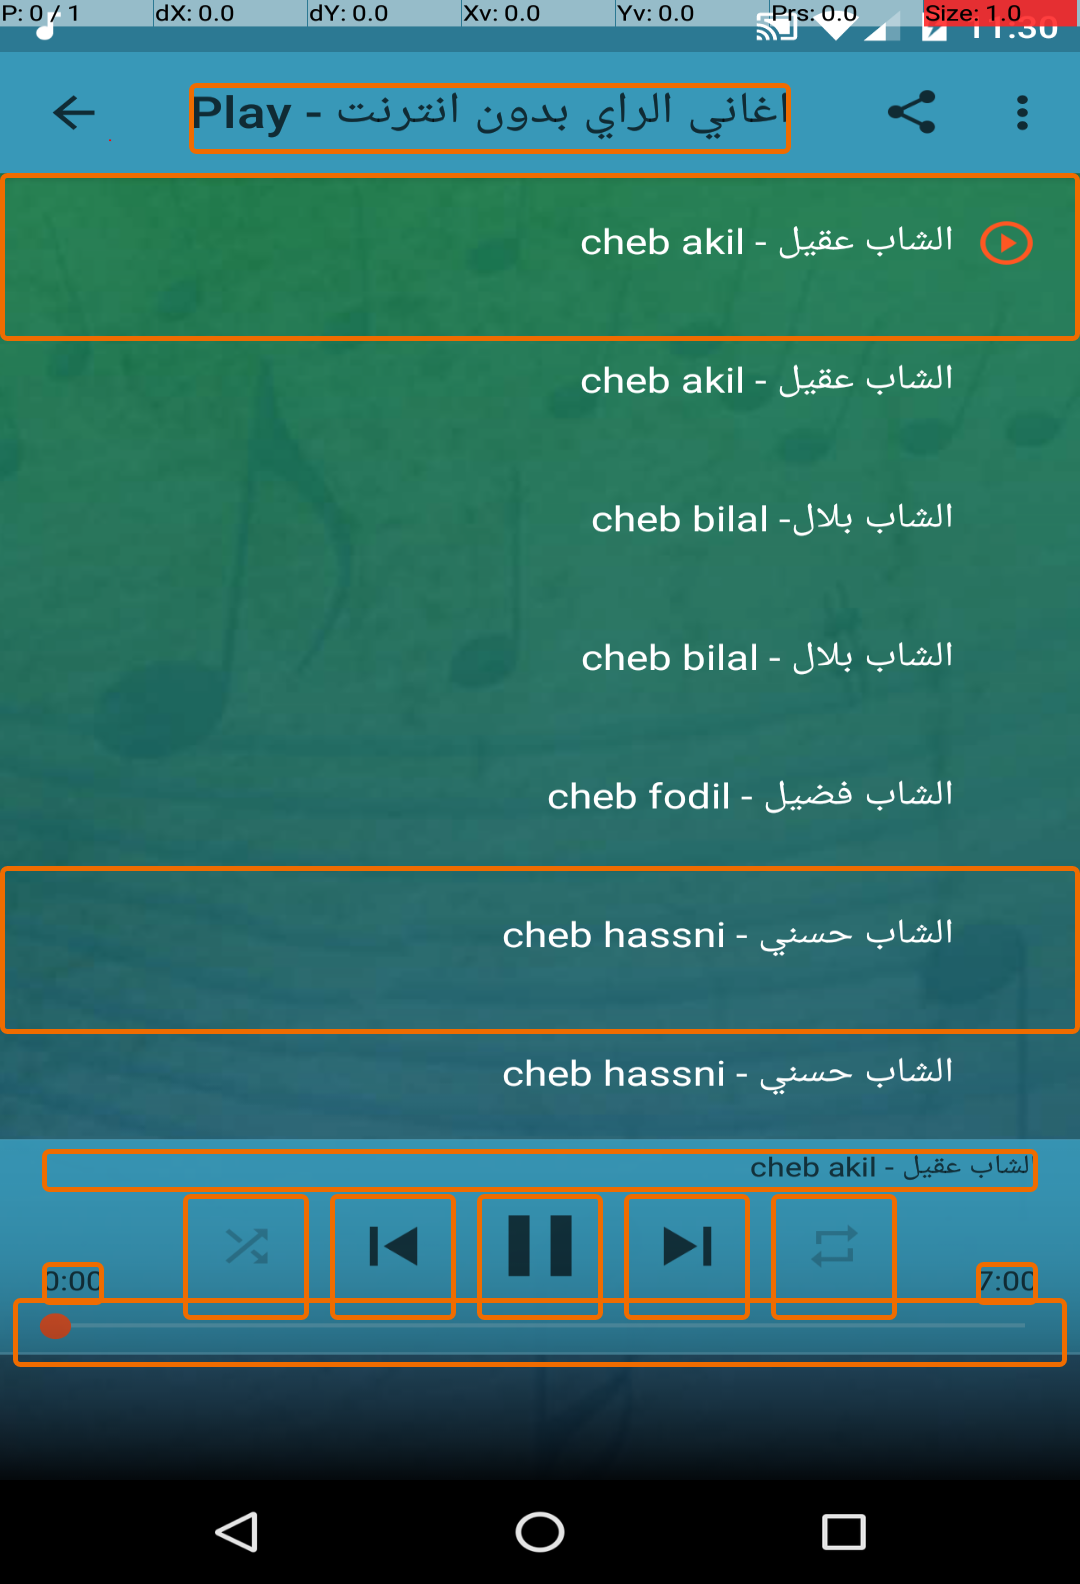 P: 0 / 1 dX: 0.0 dY: 0.0 Xv: 0.0 Yv: 0.0 Prs: 0.0 Size: 1.0
11:30
اغاني الراي بدون انترنت - Play
الشاب عقيل - cheb akil
الشاب عقيل - cheb akil
الشاب بلال- cheb bilal
الشاب بلال - cheb bilal
الشاب فضيل - cheb fodil
الشاب حسني - cheb hassni
الشاب حسني - cheb hassni
الشاب عقيل - cheb akil
0:00
7:00